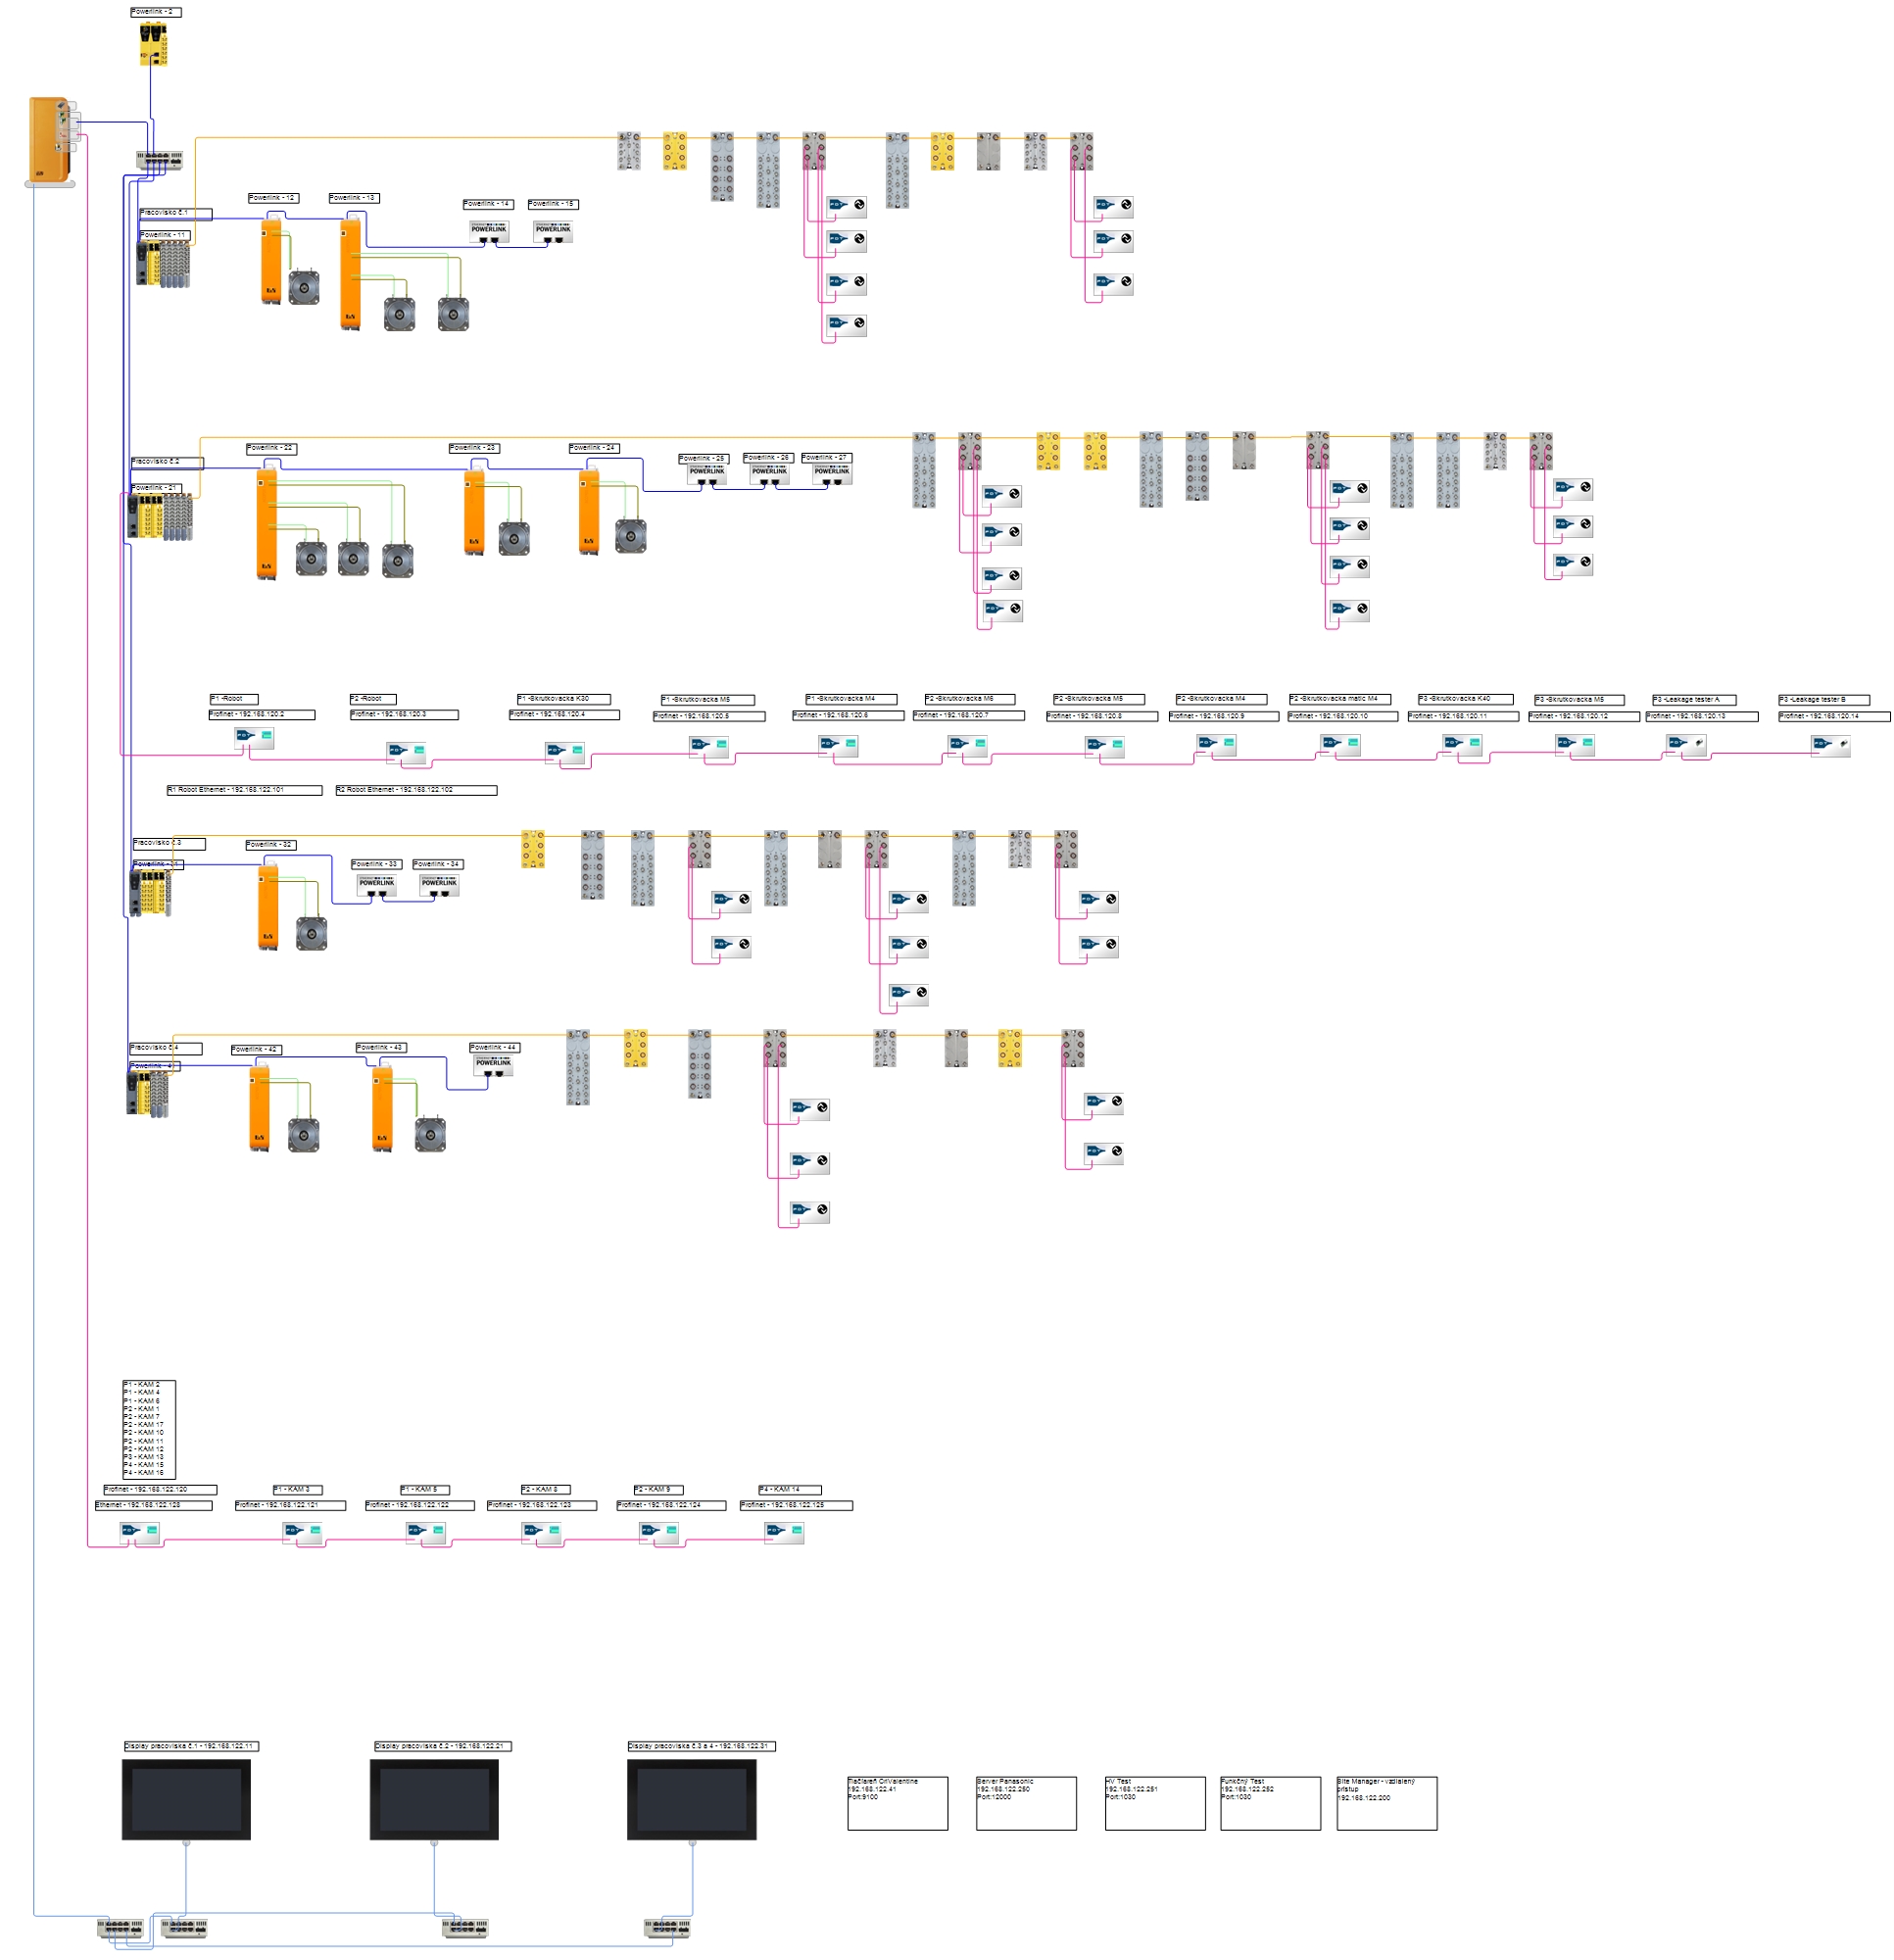 Powerlink - 2
Powerlink - 12
Powerlink - 13
Powerlink - 14
Powerlink - 15
Pracovisko č.1
Powerlink - 11
POWERLINK
POWERLINK
Powerlink - 22
Powerlink - 23
Powerlink - 24
Powerlink - 25
Powerlink - 26
Powerlink - 27
Pracovisko č.2
Powerlink - 21
POWERLINK
POWERLINK
POWERLINK
P1 -Robot
P2 -Robot
P1 -Skrutkovacka K30
P1 -Skrutkovacka M5
P1 -Skrutkovacka M4
P2 -Skrutkovacka M6
P2 -Skrutkovacka M5
P2 -Skrutkovacka M4
P2 -Skrutkovacka matic M4
P3 -Skrutkovacka K40
P3 -Skrutkovacka M5
P3 -Leakage tester A
P3 -Leakage tester B
Profinet - 192.168.120.2
Profinet - 192.168.120.3
Profinet - 192.168.120.4
Profinet - 192.168.120.5
Profinet - 192.168.120.6
Profinet - 192.168.120.7
Profinet - 192.168.120.8
Profinet - 192.168.120.9
Profinet - 192.168.120.10
Profinet - 192.168.120.11
Profinet - 192.168.120.12
Profinet - 192.168.120.13
Profinet - 192.168.120.14
R1 Robot Ethernet - 192.168.122.101
R2 Robot Ethernet - 192.168.122.102
Pracovisko č.3
Powerlink - 32
Powerlink - 31
Powerlink - 33
Powerlink - 34
POWERLINK
POWERLINK
Pracovisko č.4
Powerlink - 42
Powerlink - 43
Powerlink - 44
Powerlink - 41
POWERLINK
P1 - KAM 2
P1 - KAM 4
P1 - KAM 6
P2 - KAM 1
P2 - KAM 7
P2 - KAM 17
P2 - KAM 10
P2 - KAM 11
P2 - KAM 12
P3 - KAM 13
P4 - KAM 15
P4 - KAM 16
Profinet - 192.168.122.120
P1 - KAM 3
P1 - KAM 5
P2 - KAM 8
P2 - KAM 9
P4 - KAM 14
Ethernet - 192.168.122.128
Profinet - 192.168.122.121
Profinet - 192.168.122.122
Profinet - 192.168.122.123
Profinet - 192.168.122.124
Profinet - 192.168.122.125
Display pracoviska č.1 - 192.168.122.11
Display pracoviska č.2 - 192.168.122.21
Display pracoviska č.3 a 4 - 192.168.122.31
Tlačiareň CriValentine
192.168.122.41
Port:9100
Server Panasonic
192.168.122.250
Port:12000
HV Test
192.168.122.251
Port:1030
Funkčný Test
192.168.122.252
Port:1030
Site Manager - vzdialený
prístup
192.168.122.200